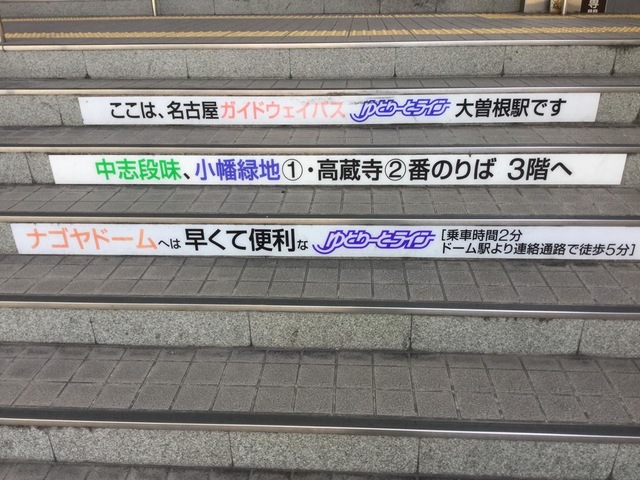 ここは、名古屋ガイドウェイバス ゆとりーとライン 大曽根駅です
中志段味、小幡緑地①・高蔵寺②番のりば 3階へ
ナゴヤドームへは早くて便利な ゆとりーとライン [乗車時間2分
ドーム駅より連絡通路で徒歩5分]